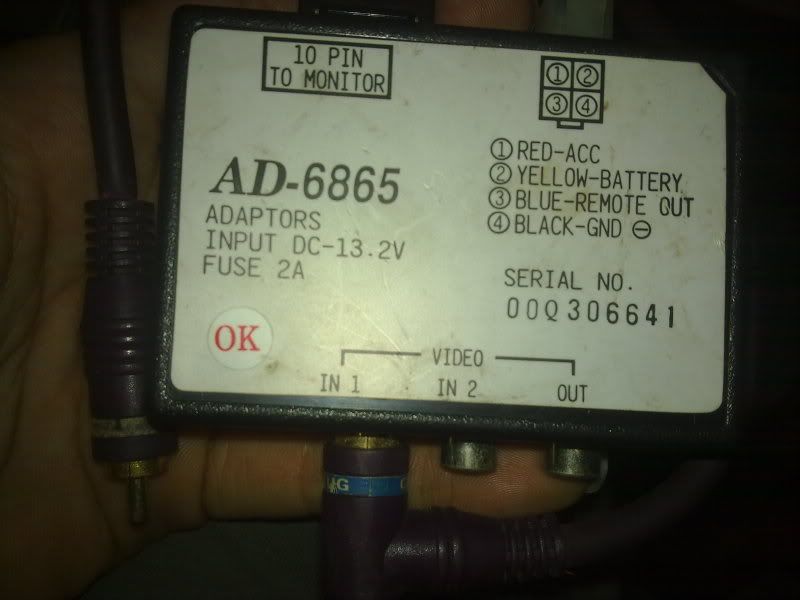 10 PIN
TO MONITOR
① ②
③ ④
AD-6865
ADAPTORS
INPUT DC-13.2V
FUSE 2A
① RED-ACC
② YELLOW-BATTERY
③ BLUE-REMOTE OUT
④ BLACK-GND ⊖
SERIAL NO.
00Q306641
OK
VIDEO
IN 1 IN 2 OUT